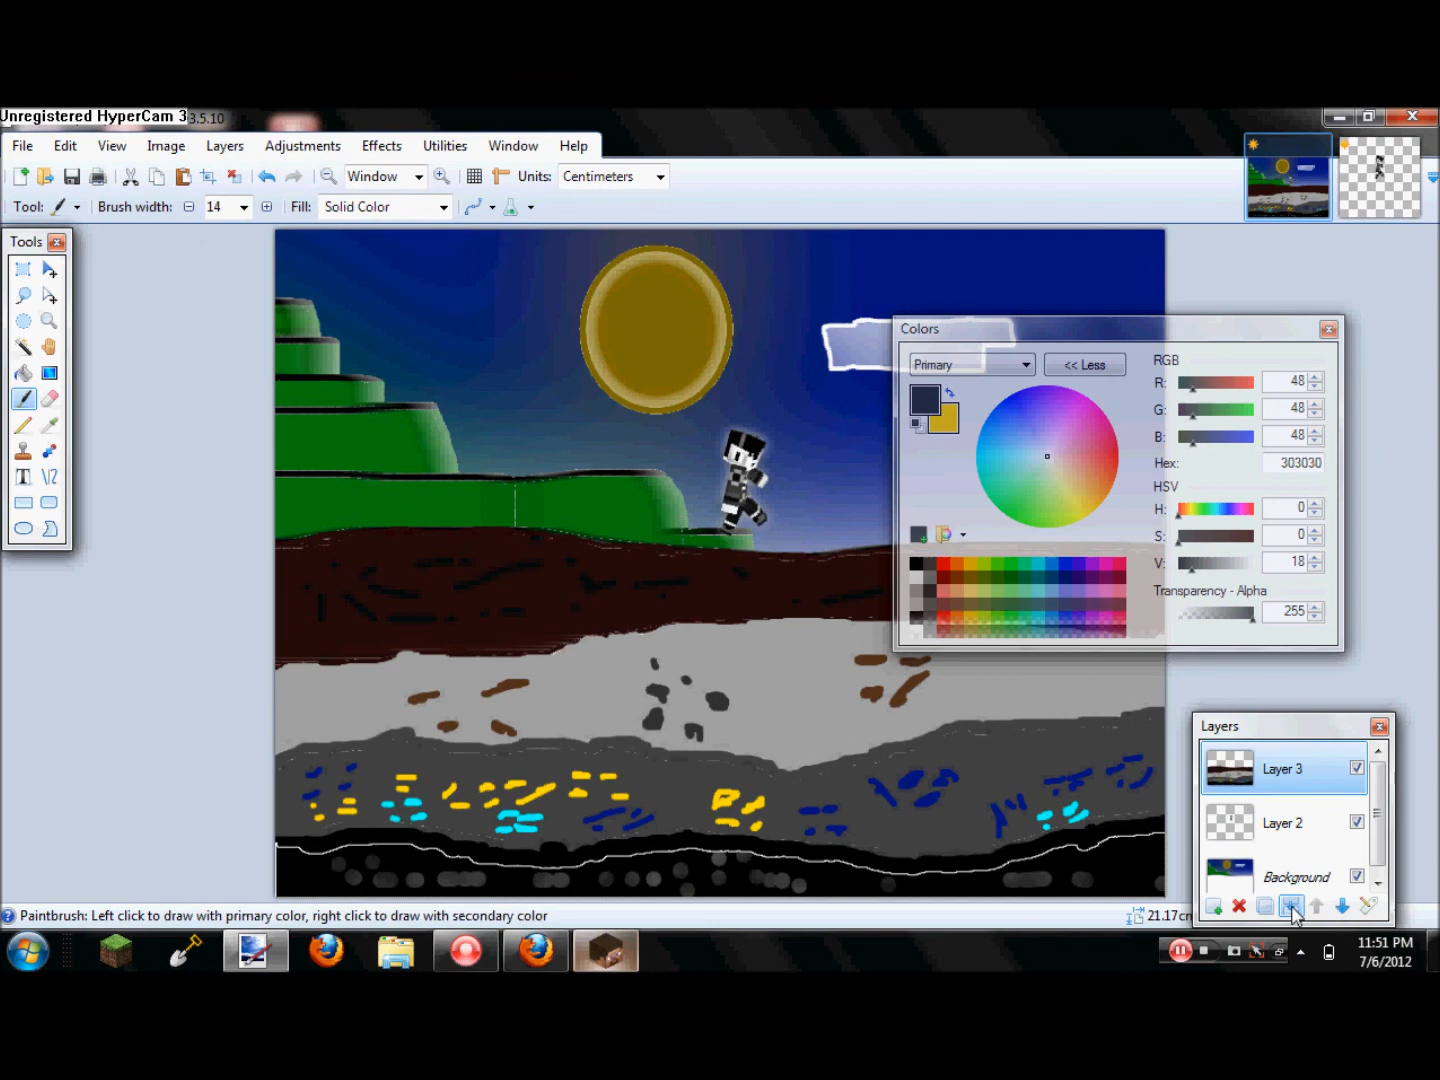 Unregistered HyperCam 3
3.5.10
File Edit View Image Layers Adjustments Effects Utilities Window Help
Window Units: Centimeters
Tool: Brush width: 14 Fill: Solid Color
Tools
Colors
Primary << Less
RGB
R: 48
G: 48
B: 48
Hex: 303030
HSV
H: 0
S: 0
V: 18
Transparency - Alpha
255
Layers
Layer 3
Layer 2
Background
Paintbrush: Left click to draw with primary color, right click to draw with secondary color
11:51 PM
7/6/2012